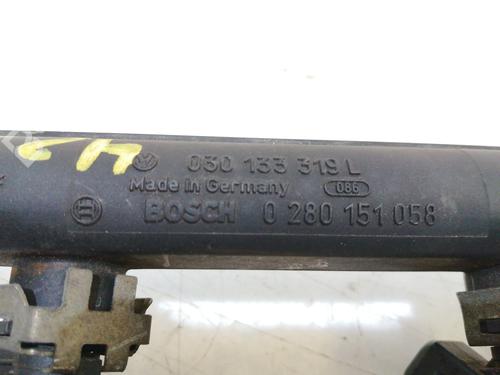 030 133 319 L
Made in Germany 086
BOSCH 0 280 151 058